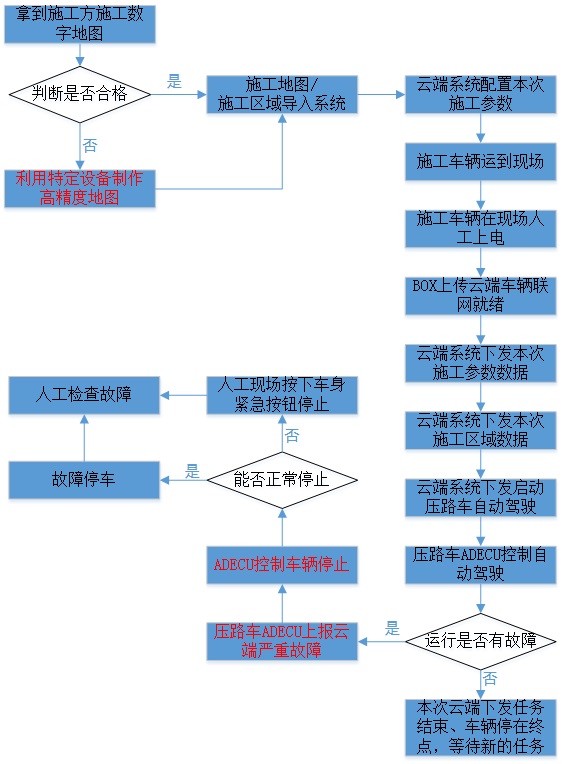 拿到施工方施工数
字地图
判断是否合格
是
否
利用特定设备制作
高精度地图
施工地图/
施工区域导入系统
云端系统配置本次
施工参数
施工车辆运到现场
施工车辆在现场人
工上电
BOX上传云端车辆联
网就绪
云端系统下发本次
施工参数数据
云端系统下发本次
施工区域数据
云端系统下发启动
压路车自动驾驶
压路车ADECU控制自
动驾驶
运行是否有故障
是
否
本次云端下发任务
结束、车辆停在终
点，等待新的任务
压路车ADECU上报云
端严重故障
ADECU控制车辆停止
能否正常停止
是
否
故障停车
人工现场按下车身
紧急按钮停止
人工检查故障